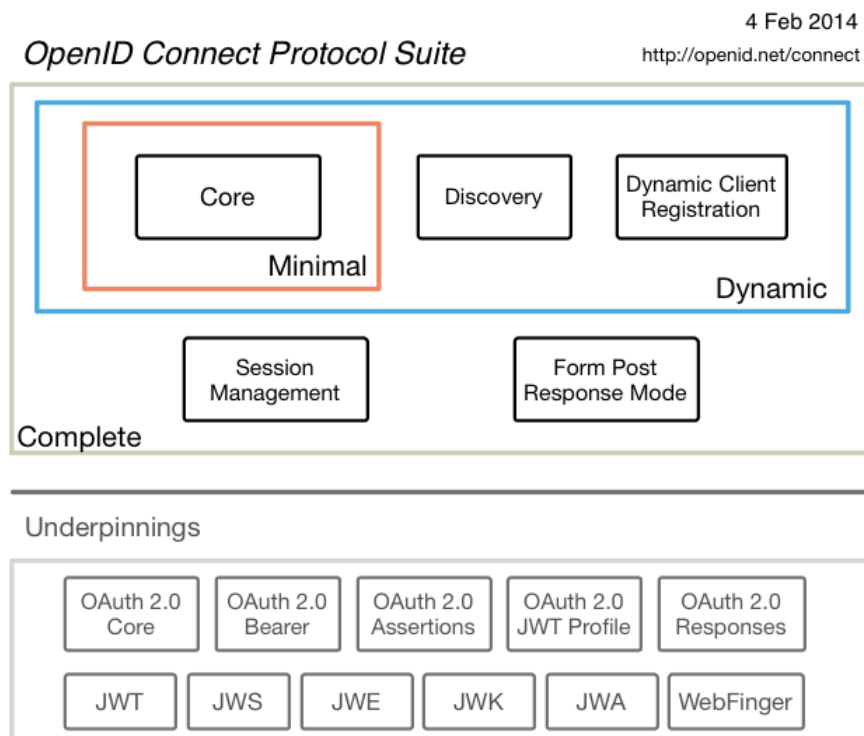 4 Feb 2014
OpenID Connect Protocol Suite
http://openid.net/connect
Core
Discovery
Dynamic Client
Registration
Minimal
Dynamic
Session
Management
Form Post
Response Mode
Complete
Underpinnings
OAuth 2.0
Core
OAuth 2.0
Bearer
OAuth 2.0
Assertions
OAuth 2.0
JWT Profile
OAuth 2.0
Responses
JWT
JWS
JWE
JWK
JWA
WebFinger